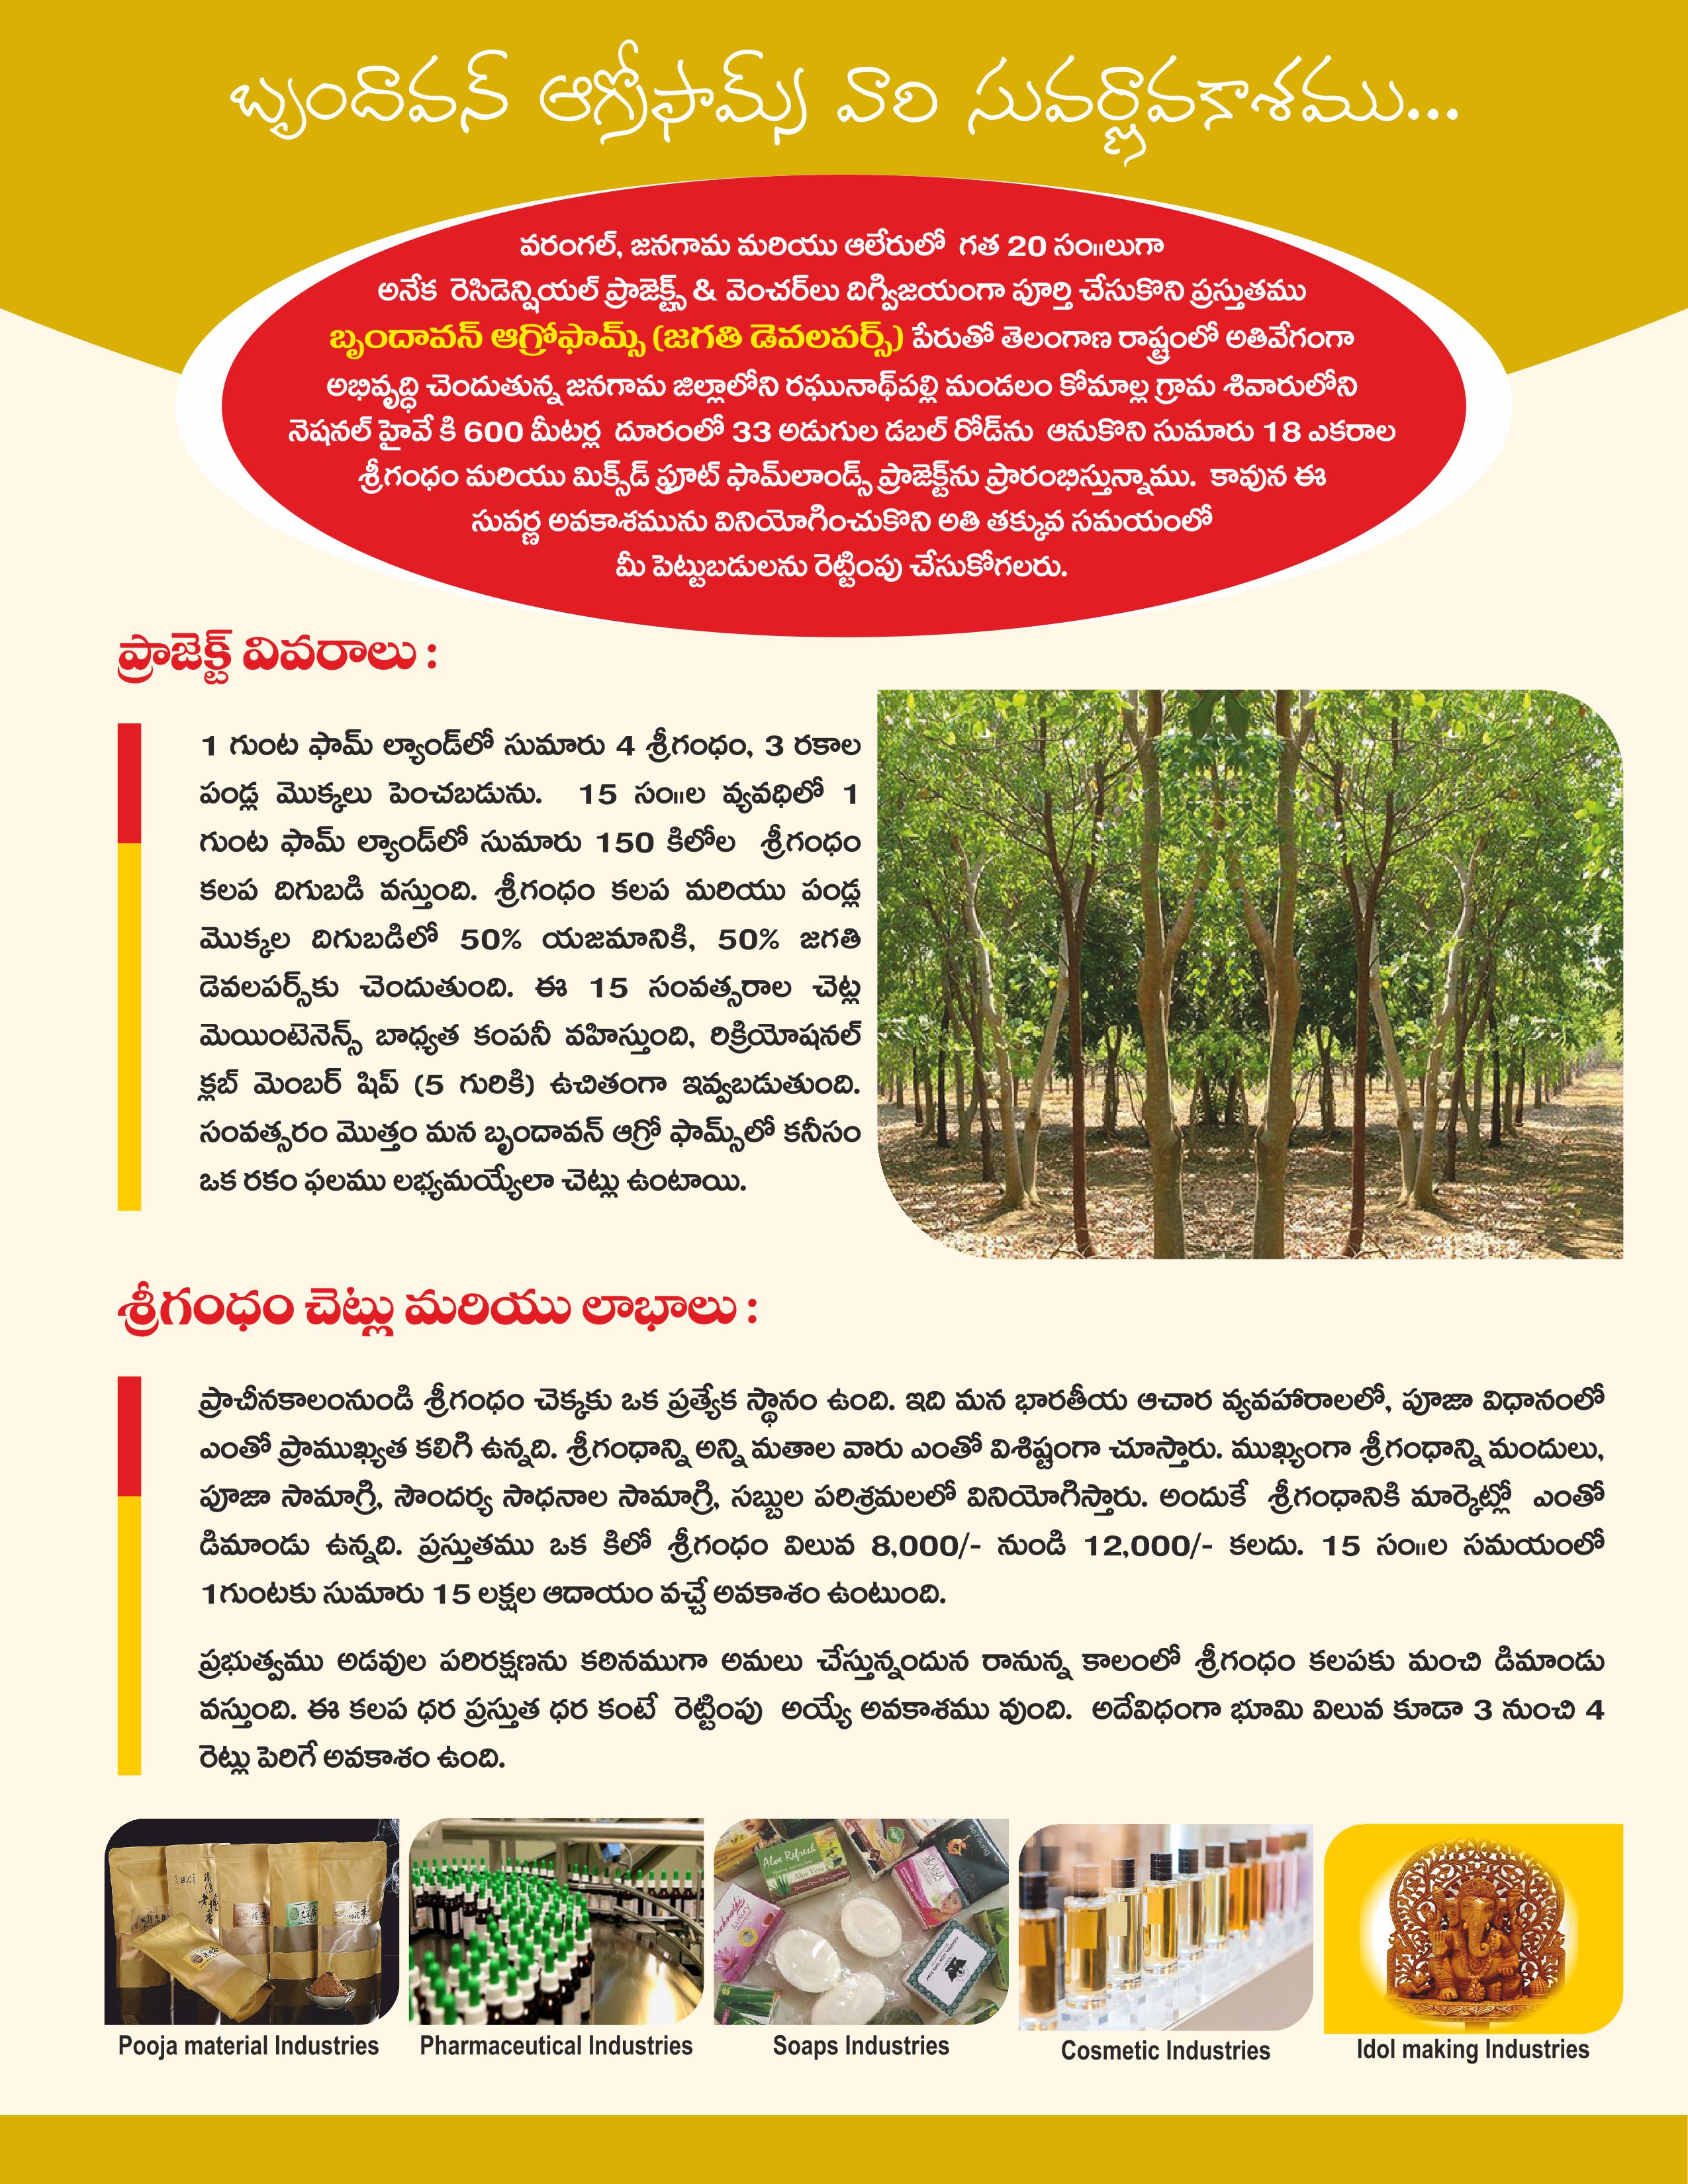 బృందావన్ ఆగ్రోఫామ్స్ వారి సువర్ణావకాశము...
వరంగల్, జనగామ మరియు ఆలేరులో గత 20 సం॥లుగా
అనేక రెసిడెన్షియల్ ప్రాజెక్ట్స్ & వెంచర్‌లు దిగ్విజయంగా పూర్తి చేసుకొని ప్రస్తుతము
బృందావన్ ఆగ్రోఫామ్స్ (జగతి డెవలపర్స్) పేరుతో తెలంగాణ రాష్ట్రంలో అతివేగంగా
అభివృద్ధి చెందుతున్న జనగామ జిల్లాలోని రఘునాథ్‌పల్లి మండలం కోమాల్ల గ్రామ శివారులోని
నెషనల్ హైవే కి 600 మీటర్ల దూరంలో 33 అడుగుల డబల్ రోడ్‌ను ఆనుకొని సుమారు 18 ఎకరాల
శ్రీగంధం మరియు మిక్స్‌డ్ ఫ్రూట్ ఫామ్‌లాండ్స్ ప్రాజెక్ట్‌ను ప్రారంభిస్తున్నాము. కావున ఈ
సువర్ణ అవకాశమును వినియోగించుకొని అతి తక్కువ సమయంలో
మీ పెట్టుబడులను రెట్టింపు చేసుకోగలరు.
ప్రాజెక్ట్ వివరాలు :
1 గుంట ఫామ్ ల్యాండ్‌లో సుమారు 4 శ్రీగంధం, 3 రకాల
పండ్ల మొక్కలు పెంచబడును. 15 సం॥ల వ్యవధిలో 1
గుంట ఫామ్ ల్యాండ్‌లో సుమారు 150 కిలోల శ్రీగంధం
కలప దిగుబడి వస్తుంది. శ్రీగంధం కలప మరియు పండ్ల
మొక్కల దిగుబడిలో 50% యజమానికి, 50% జగతి
డెవలపర్స్‌కు చెందుతుంది. ఈ 15 సంవత్సరాల చెట్ల
మెయింటెనెన్స్ బాధ్యత కంపనీ వహిస్తుంది, రిక్రియోషనల్
క్లబ్ మెంబర్ షిప్ (5 గురికి) ఉచితంగా ఇవ్వబడుతుంది.
సంవత్సరం మొత్తం మన బృందావన్ ఆగ్రో ఫామ్స్‌లో కనీసం
ఒక రకం ఫలము లభ్యమయ్యేలా చెట్లు ఉంటాయి.
శ్రీగంధం చెట్లు మరియు లాభాలు :
ప్రాచీనకాలంనుండి శ్రీగంధం చెక్కకు ఒక ప్రత్యేక స్థానం ఉంది. ఇది మన భారతీయ ఆచార వ్యవహారాలలో, పూజా విధానంలో
ఎంతో ప్రాముఖ్యత కలిగి ఉన్నది. శ్రీగంధాన్ని అన్ని మతాల వారు ఎంతో విశిష్టంగా చూస్తారు. ముఖ్యంగా శ్రీగంధాన్ని మందులు,
పూజా సామాగ్రి, సౌందర్య సాధనాల సామాగ్రి, సబ్బుల పరిశ్రమలలో వినియోగిస్తారు. అందుకే శ్రీగంధానికి మార్కెట్లో ఎంతో
డిమాండు ఉన్నది. ప్రస్తుతము ఒక కిలో శ్రీగంధం విలువ 8,000/- నుండి 12,000/- కలదు. 15 సం॥ల సమయంలో
1గుంటకు సుమారు 15 లక్షల ఆదాయం వచ్చే అవకాశం ఉంటుంది.
ప్రభుత్వము అడవుల పరిరక్షణను కఠినముగా అమలు చేస్తున్నందున రానున్న కాలంలో శ్రీగంధం కలపకు మంచి డిమాండు
వస్తుంది. ఈ కలప ధర ప్రస్తుత ధర కంటే రెట్టింపు అయ్యే అవకాశము వుంది. అదేవిధంగా భూమి విలువ కూడా 3 నుంచి 4
రెట్లు పెరిగే అవకాశం ఉంది.
Aloe Refresh
Pooja material Industries
Pharmaceutical Industries
Soaps Industries
Cosmetic Industries
Idol making Industries